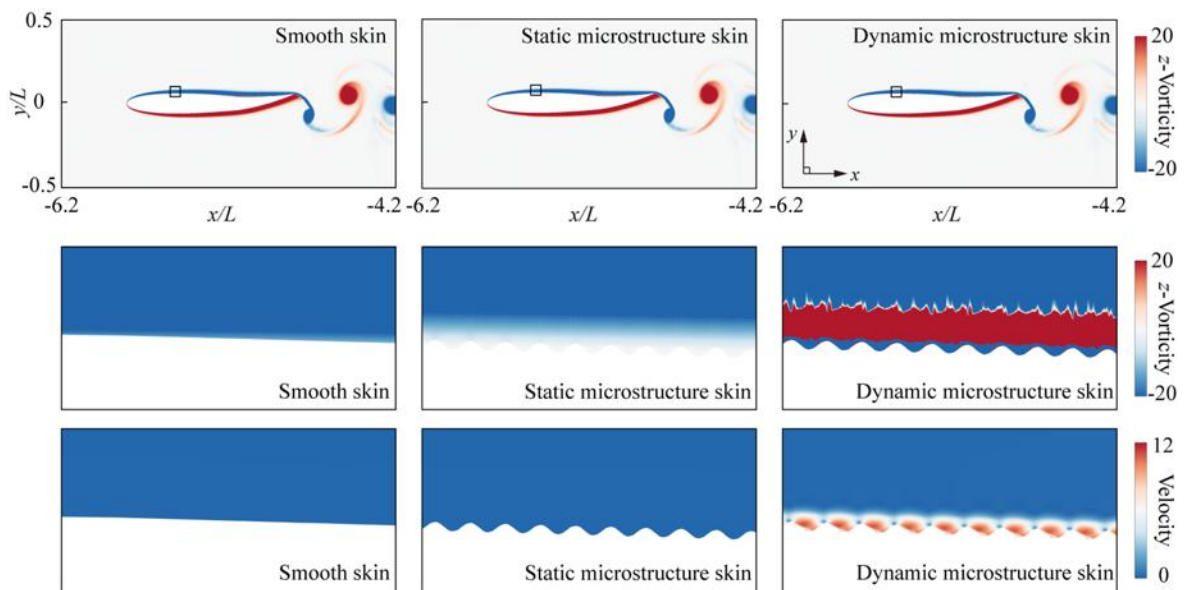 0.5
y/L
0
-0.5
Smooth skin
Static microstructure skin
Dynamic microstructure skin
20
z-Vorticity
-20
y
x
-6.2
x/L
-4.2 -6.2
x/L
-4.2 -6.2
x/L
-4.2
Smooth skin
Static microstructure skin
Dynamic microstructure skin
20
z-Vorticity
-20
Smooth skin
Static microstructure skin
Dynamic microstructure skin
12
Velocity
0